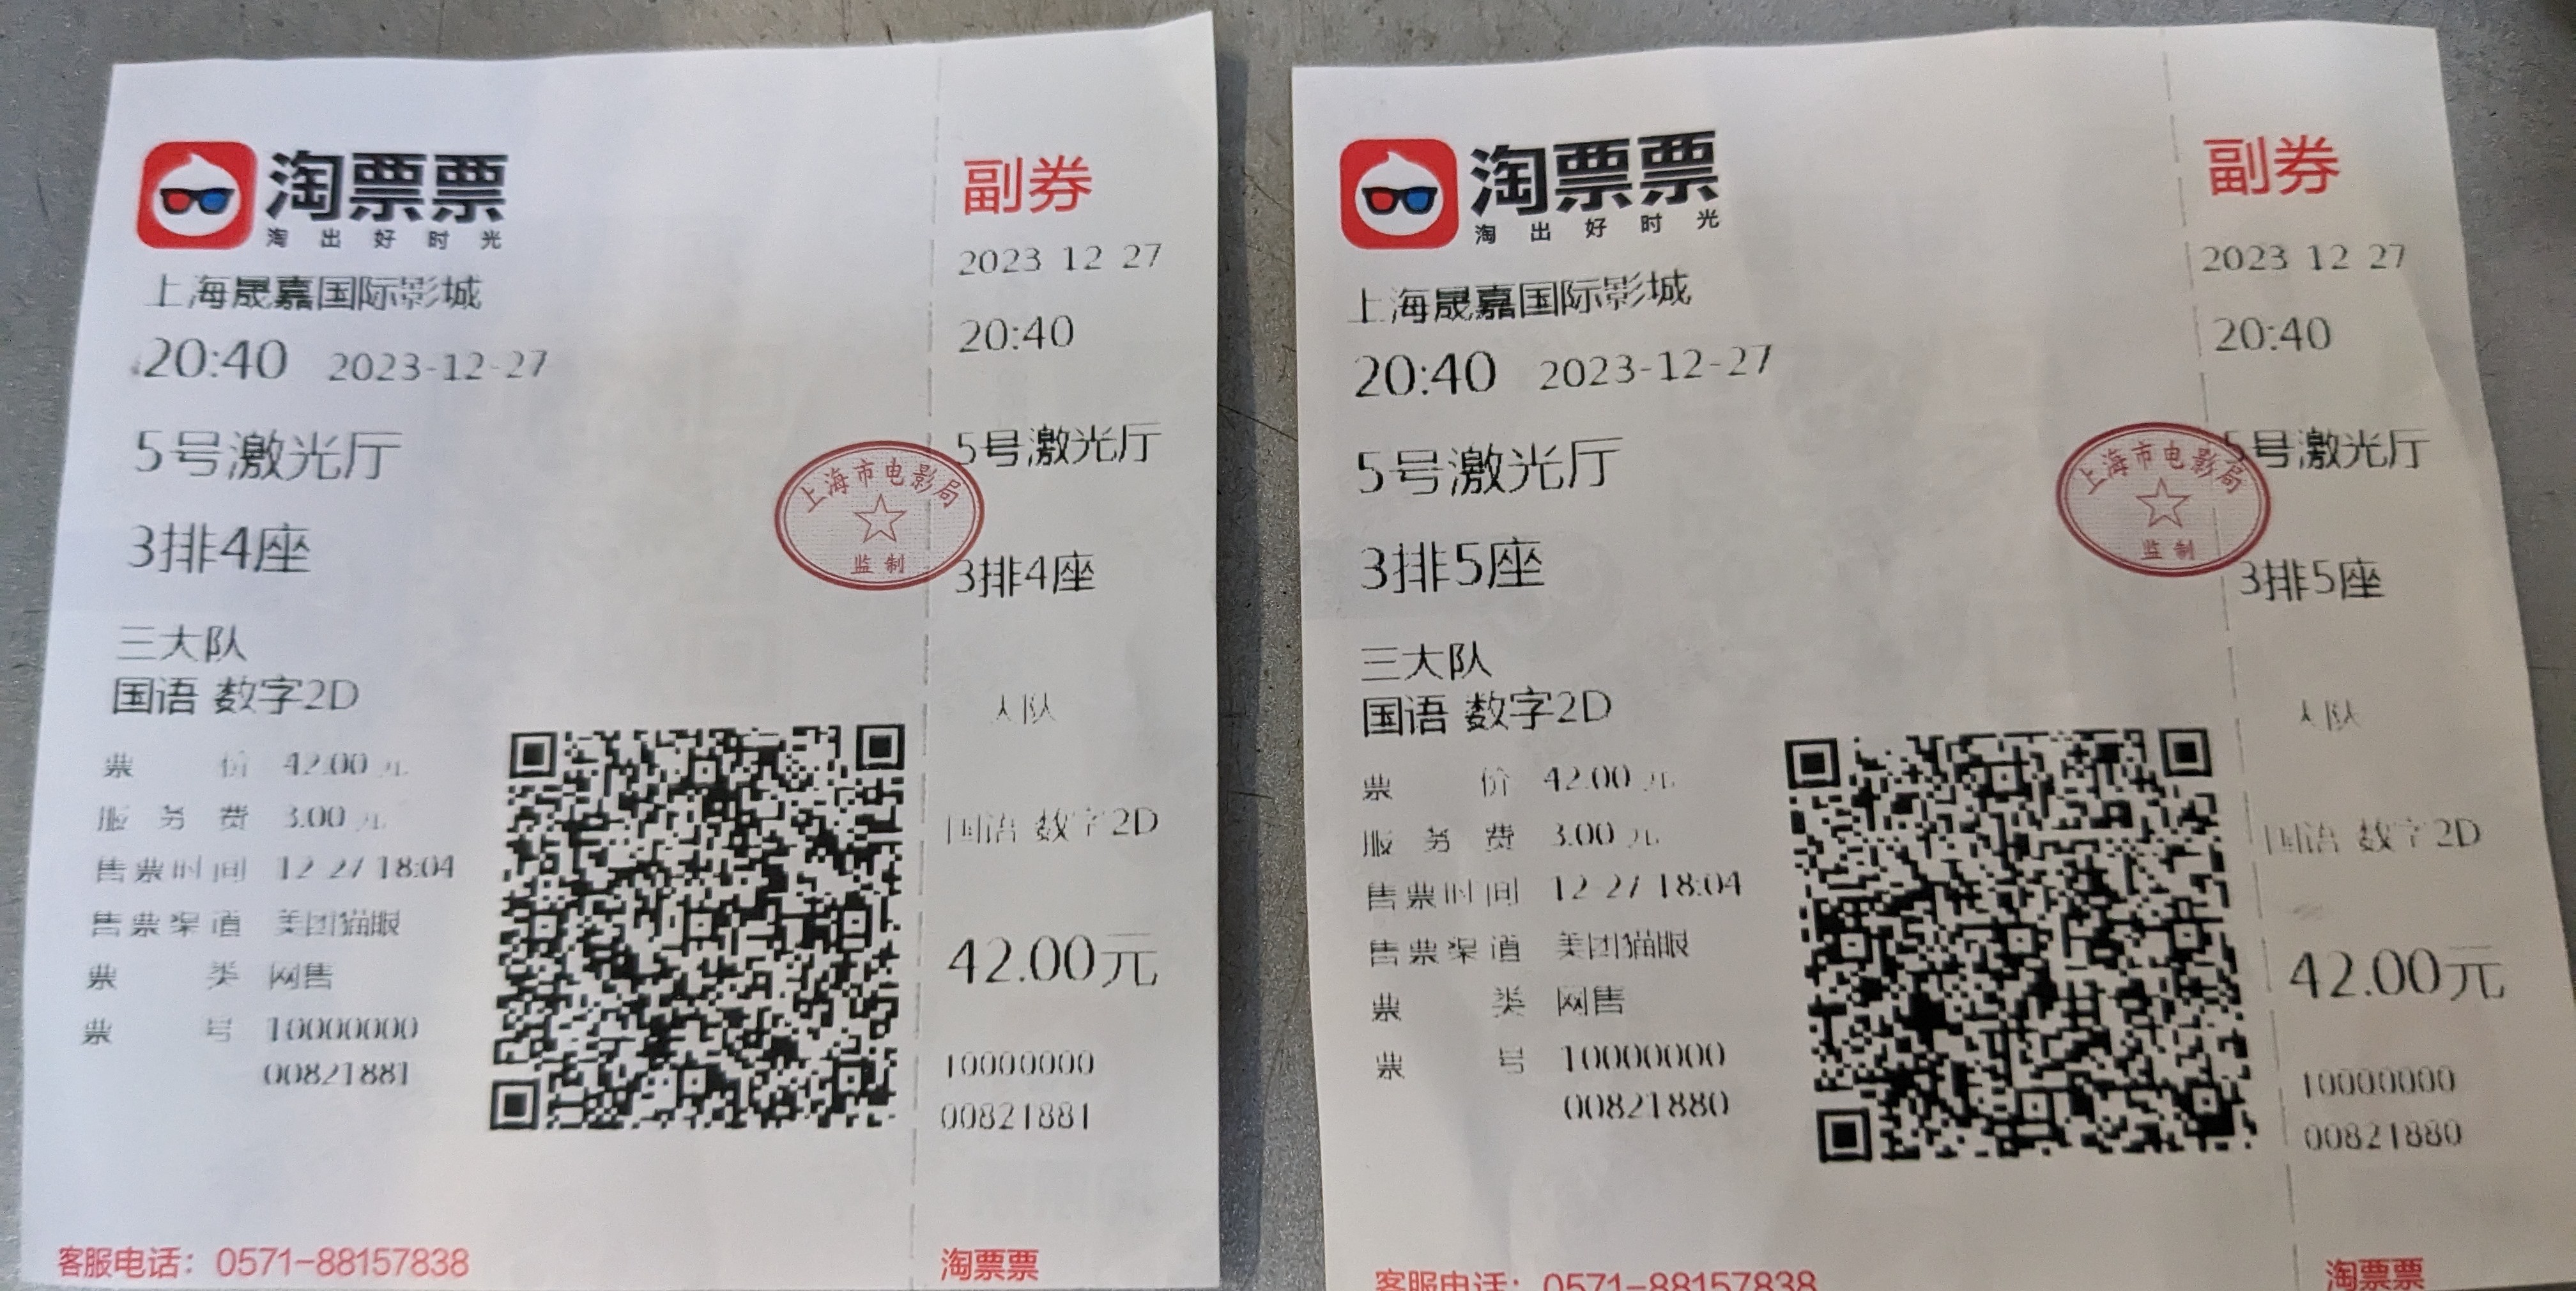 淘票票
淘出好时光
上海晟嘉国际影城
20:40 2023-12-27
5号激光厅
3排4座
三大队
国语 数字2D
票价 42.00元
服务费 3.00元
售票时间 12-27 18:04
售票渠道 美团猫眼
票类 网售
票号 10000000
00821881
客服电话：0571-88157838
上海市电影局
监制
副券
2023 12 27
20:40
5号激光厅
3排4座
大队
国语 数字2D
42.00元
10000000
00821881
淘票票
淘票票
淘出好时光
上海晟嘉国际影城
20:40 2023-12-27
5号激光厅
3排5座
三大队
国语 数字2D
票价 42.00元
服务费 3.00元
售票时间 12-27 18:04
售票渠道 美团猫眼
票类 网售
票号 10000000
00821880
客服电话：0571-88157838
上海市电影局
监制
副券
2023 12 27
20:40
5号激光厅
3排5座
大队
国语 数字2D
42.00元
10000000
00821880
淘票票